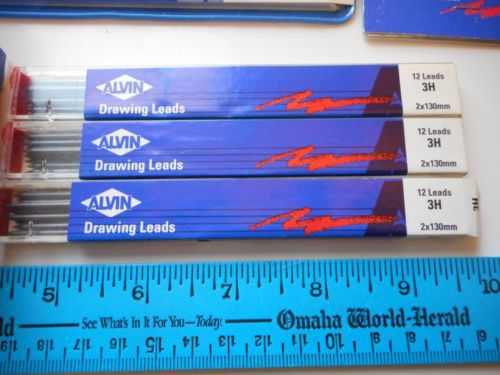 ALVIN
Drawing Leads
12 Leads
3H
2x130mm
ALVIN
Drawing Leads
12 Leads
3H
2x130mm
ALVIN
Drawing Leads
12 Leads
3H
2x130mm
3H
5 6 7 8 9 10
See What's In It For You—Today.
Omaha World-Herald